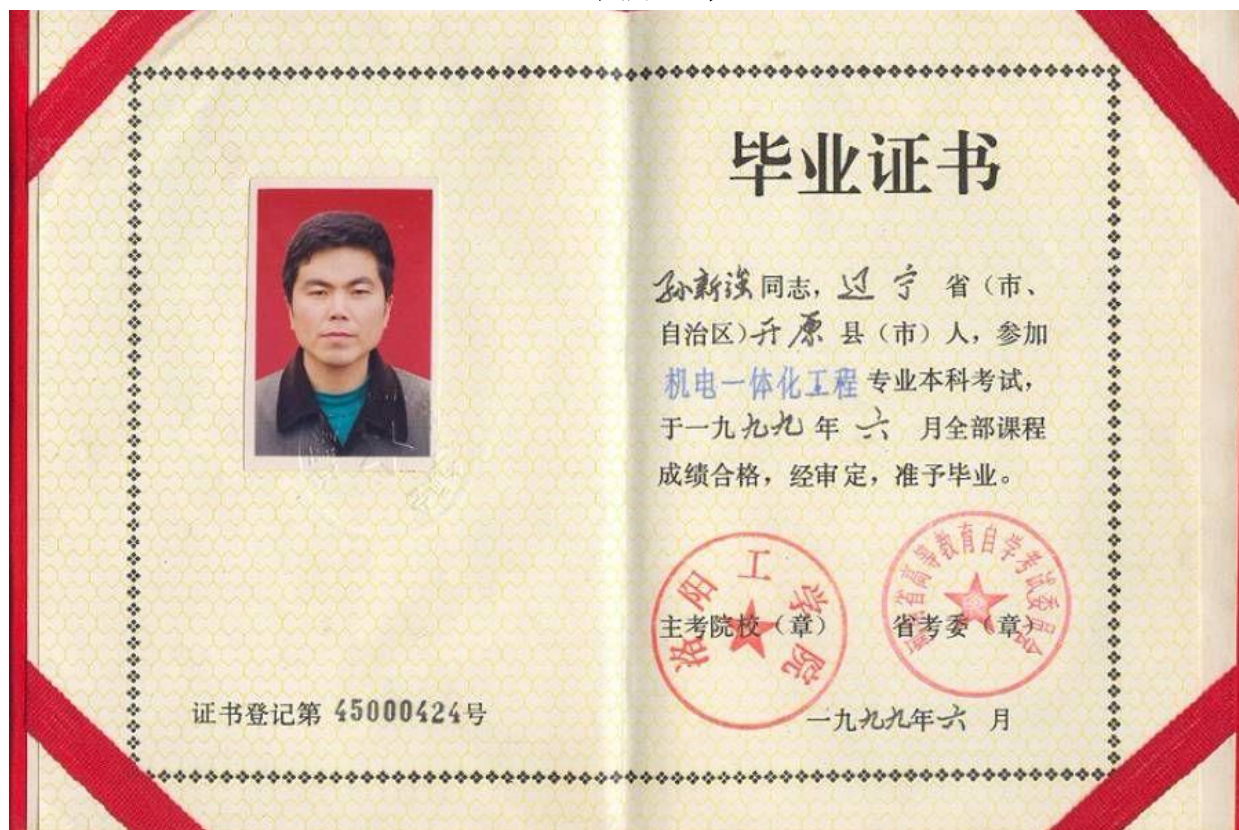 毕业证书
孙新强同志，辽宁 省（市、
自治区）开原 县（市）人，参加
机电一体化工程 专业本科考试，
于一九九九年 六 月全部课程
成绩合格，经审定，准予毕业。
洛阳工学院
省高等教育自学考试委员会
主考院校（章）
省考委（章）
证书登记第 45000424号
一九九九年六 月